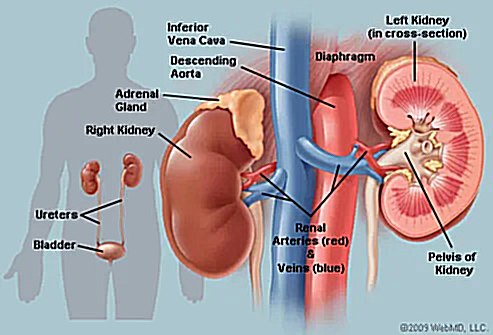 Inferior
Vena Cava
Descending
Aorta
Adrenal
Gland
Right Kidney
Ureters
Bladder
Diaphragm
Left Kidney
(in cross-section)
Renal
Arteries (red)
&
Veins (blue)
Pelvis of
Kidney
©2009 WebMD, LLC.